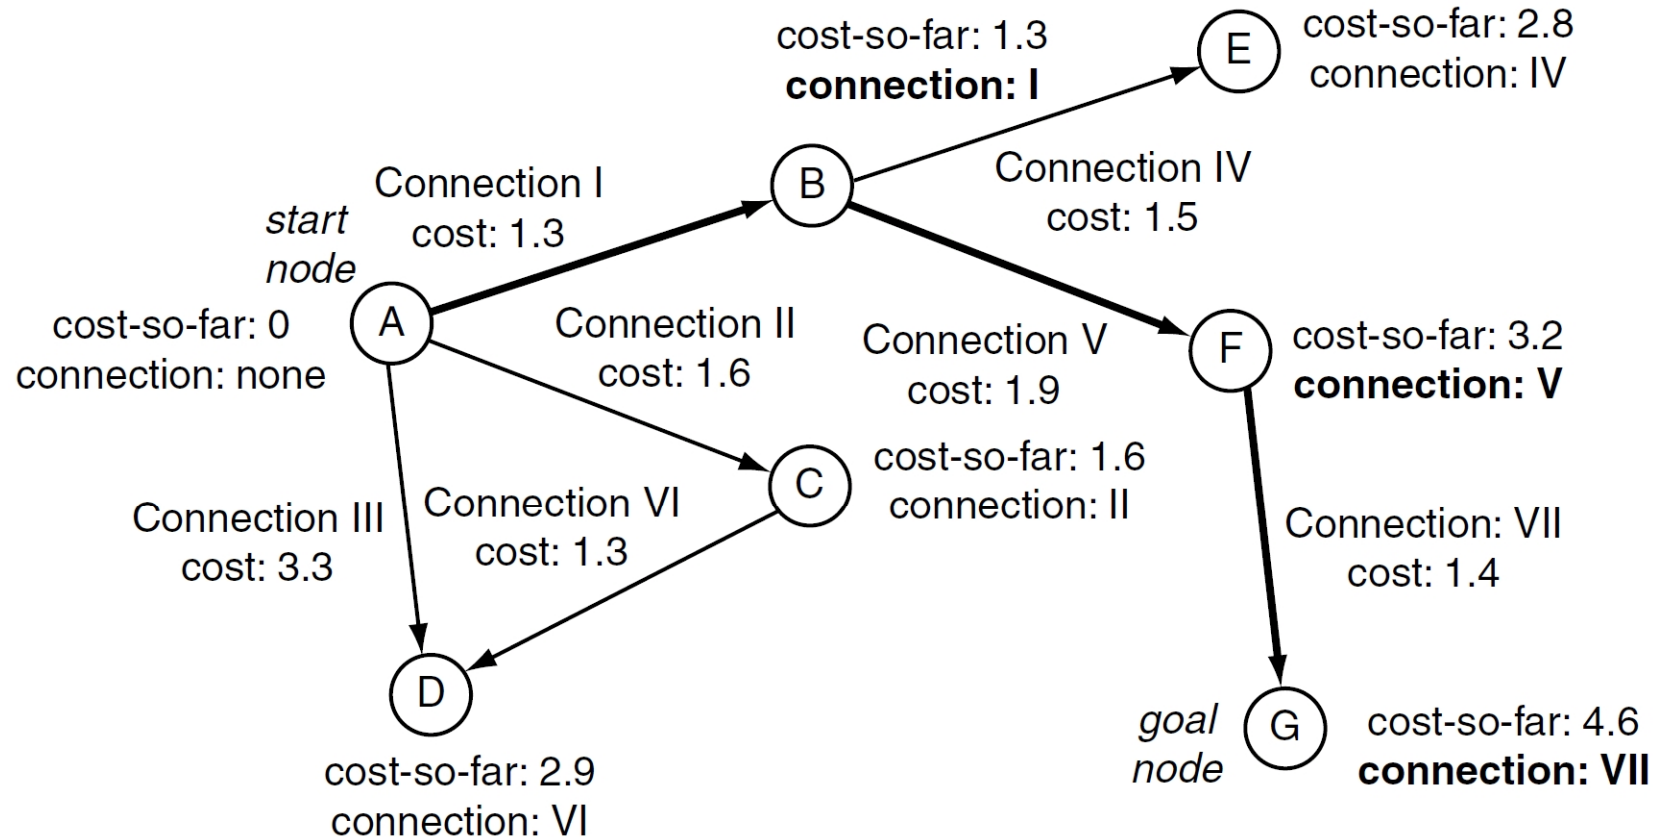 cost-so-far: 1.3
connection: I
E
cost-so-far: 2.8
connection: IV
Connection I
cost: 1.3
B
Connection IV
cost: 1.5
start
node
A
cost-so-far: 0
connection: none
Connection II
cost: 1.6
Connection V
cost: 1.9
F
cost-so-far: 3.2
connection: V
C
cost-so-far: 1.6
connection: II
Connection III
cost: 3.3
Connection VI
cost: 1.3
Connection: VII
cost: 1.4
D
cost-so-far: 2.9
connection: VI
goal
node
G
cost-so-far: 4.6
connection: VII